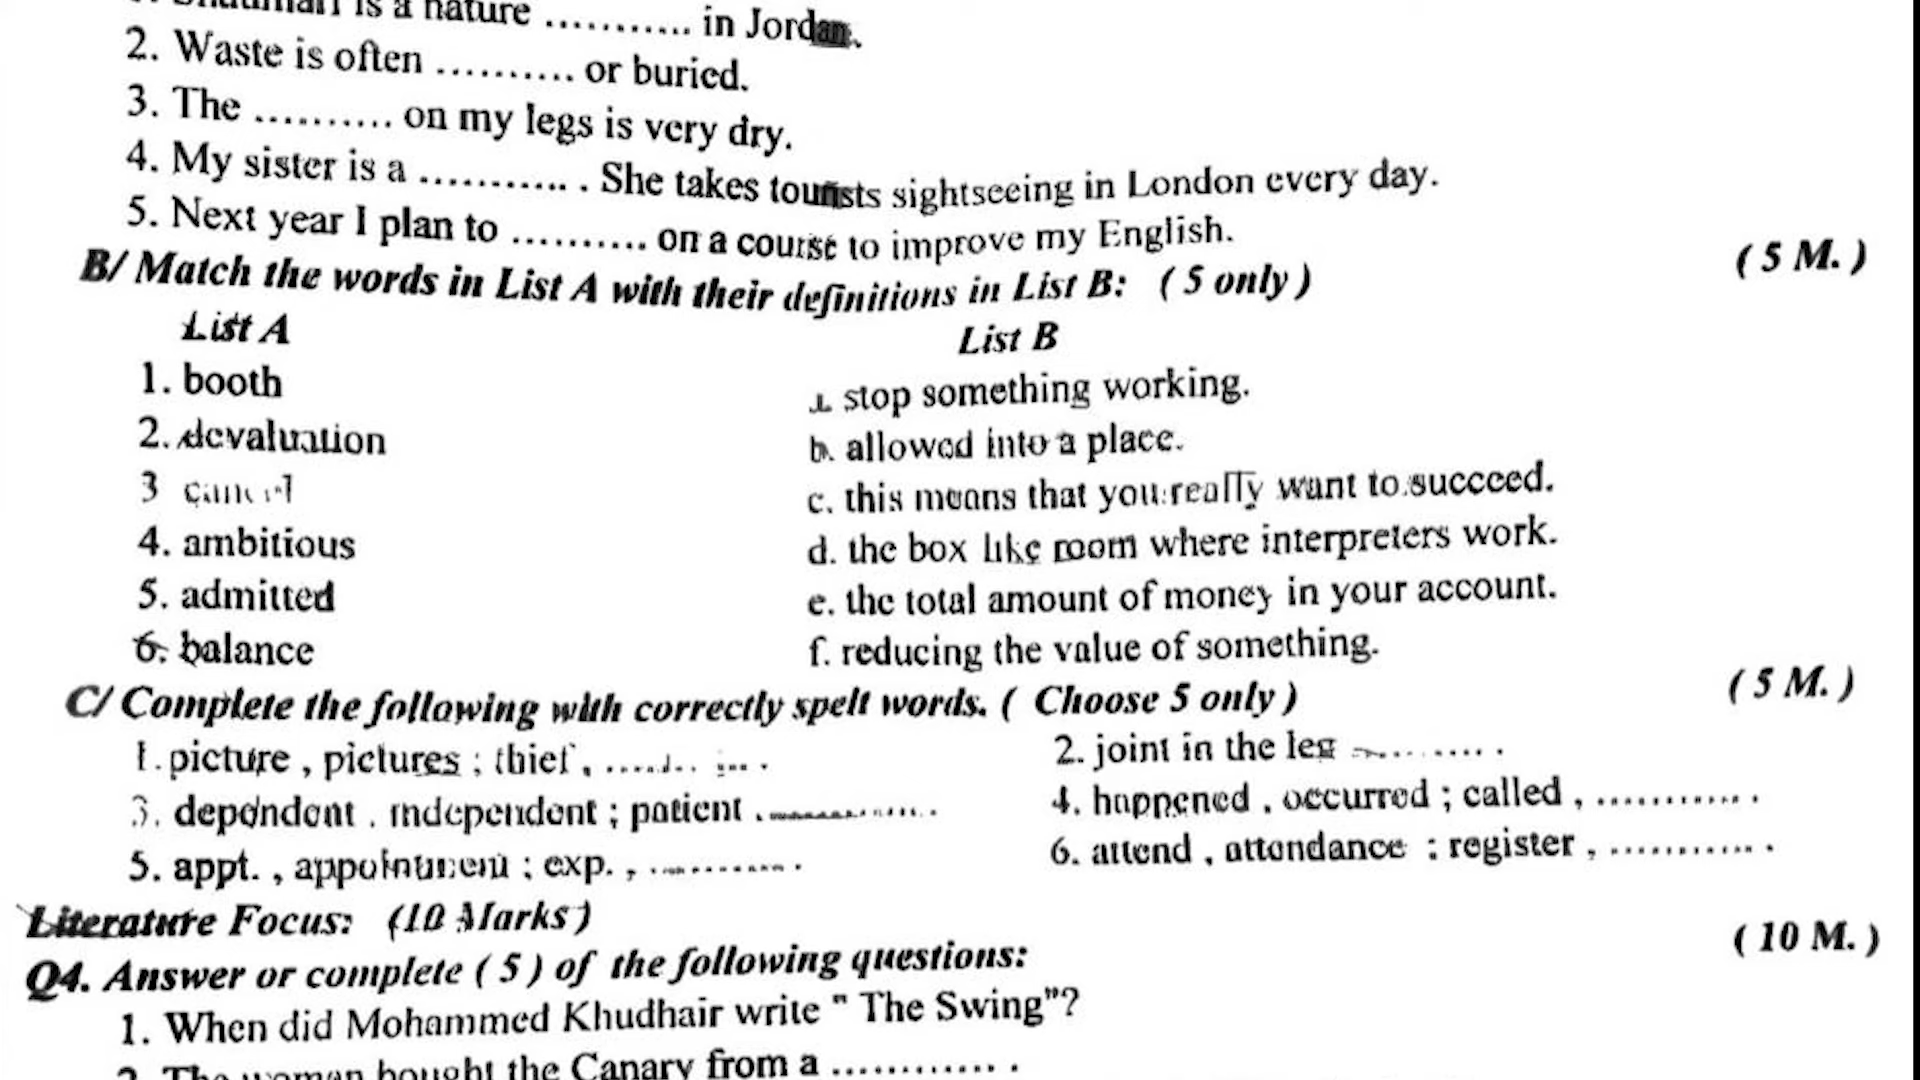 is a nature ........... in Jordan.
2. Waste is often .......... or buried.
3. The .......... on my legs is very dry.
4. My sister is a ........... . She takes tourists sightseeing in London every day.
5. Next year I plan to .......... on a course to improve my English.
B/ Match the words in List A with their definitions in List B: ( 5 only ) ( 5 M. )
List A List B
1. booth a. stop something working.
2. devaluation b. allowed into a place.
3 cancel c. this means that you really want to succeed.
4. ambitious d. the box like room where interpreters work.
5. admitted e. the total amount of money in your account.
6. balance f. reducing the value of something.
C/ Complete the following with correctly spelt words. ( Choose 5 only ) ( 5 M. )
1. picture , pictures ; thief , ........... . 2. joint in the leg .......... .
3. dependent , independent ; patient , ............. . 4. happened , occurred ; called , ............ .
5. appt. , appointment ; exp. , ........... . 6. attend , attendance ; register , ............ .
Literature Focus: (10 Marks)
Q4. Answer or complete ( 5 ) of the following questions: ( 10 M. )
1. When did Mohammed Khudhair write " The Swing"?
2. The woman bought the Canary from a ............ .